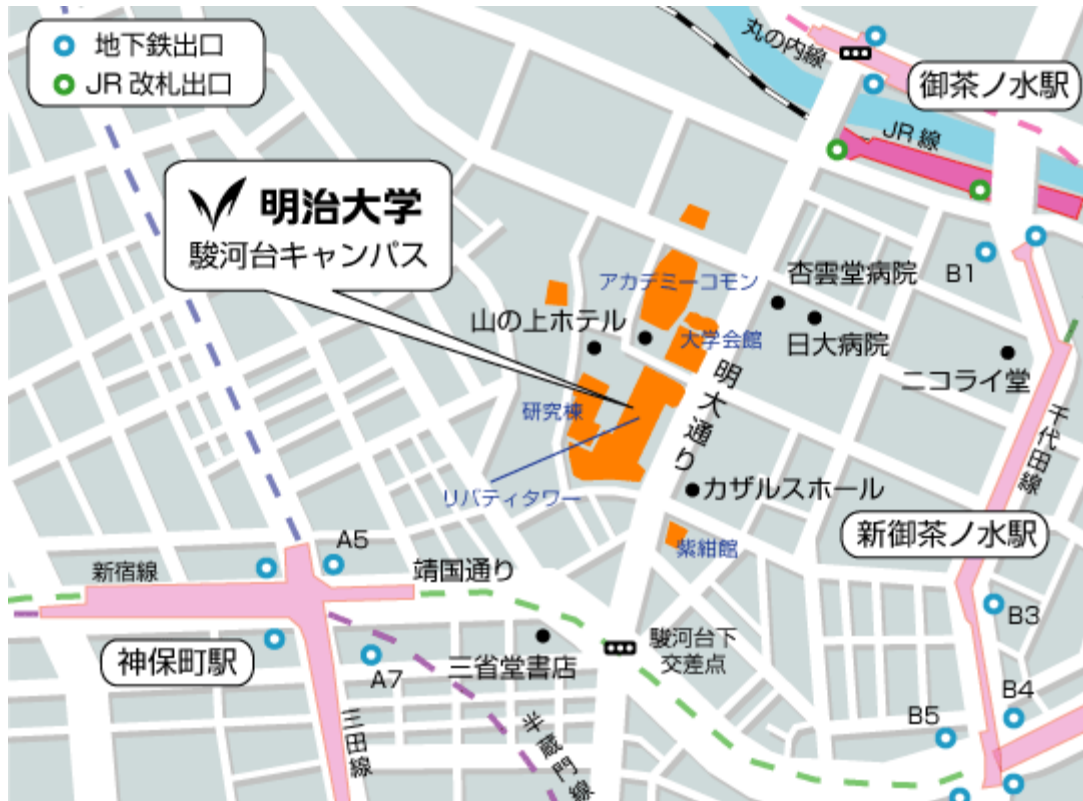 地下鉄出口
JR 改札出口
丸の内線
御茶ノ水駅
JR 線
明治大学
駿河台キャンパス
B1
アカデミーコモン
杏雲堂病院
山の上ホテル
大学会館
日大病院
ニコライ堂
明大通り
研究棟
千代田線
リバティタワー
カザルスホール
新御茶ノ水駅
紫紺館
A5
新宿線
靖国通り
B3
神保町駅
A7
三省堂書店
駿河台下
交差点
B4
B5
三田線
半蔵門線